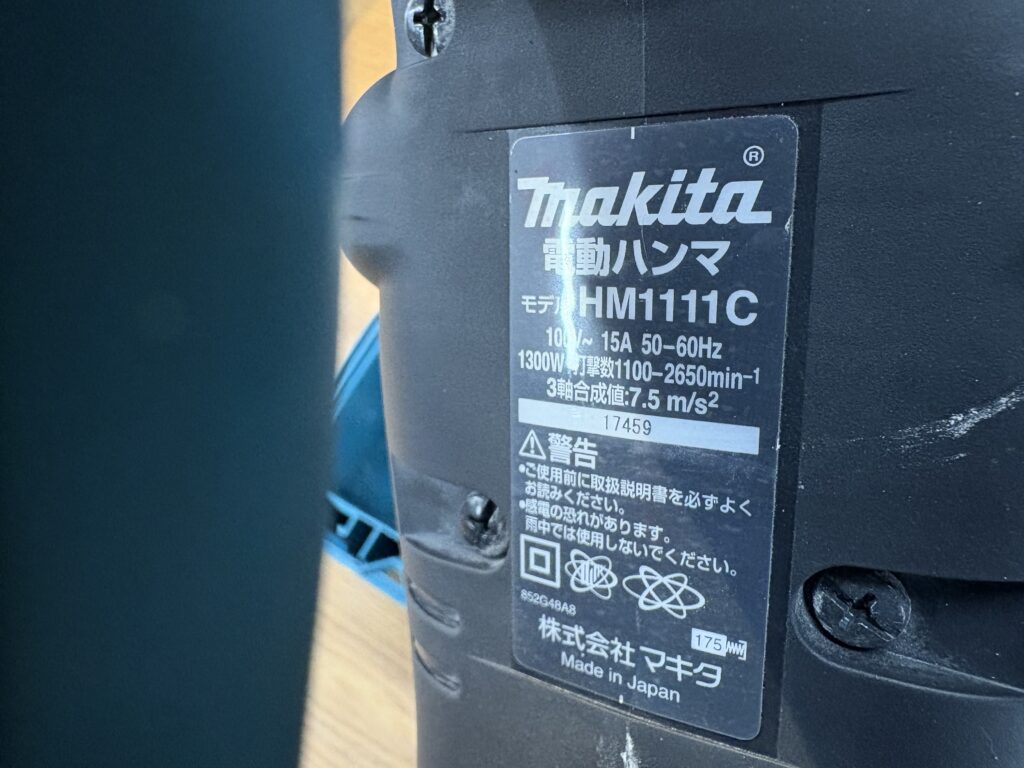 makita ®
電動ハンマ
モデル HM1111C
100V~ 15A 50-60Hz
1300W 打撃数1100-2650min⁻¹
3軸合成値:7.5 m/s²
17459
⚠警告
•ご使用前に取扱説明書を必ずよく
お読みください。
•感電の恐れがあります。
雨中では使用しないでください。
852G48A8
175
株式会社 マキタ
Made in Japan